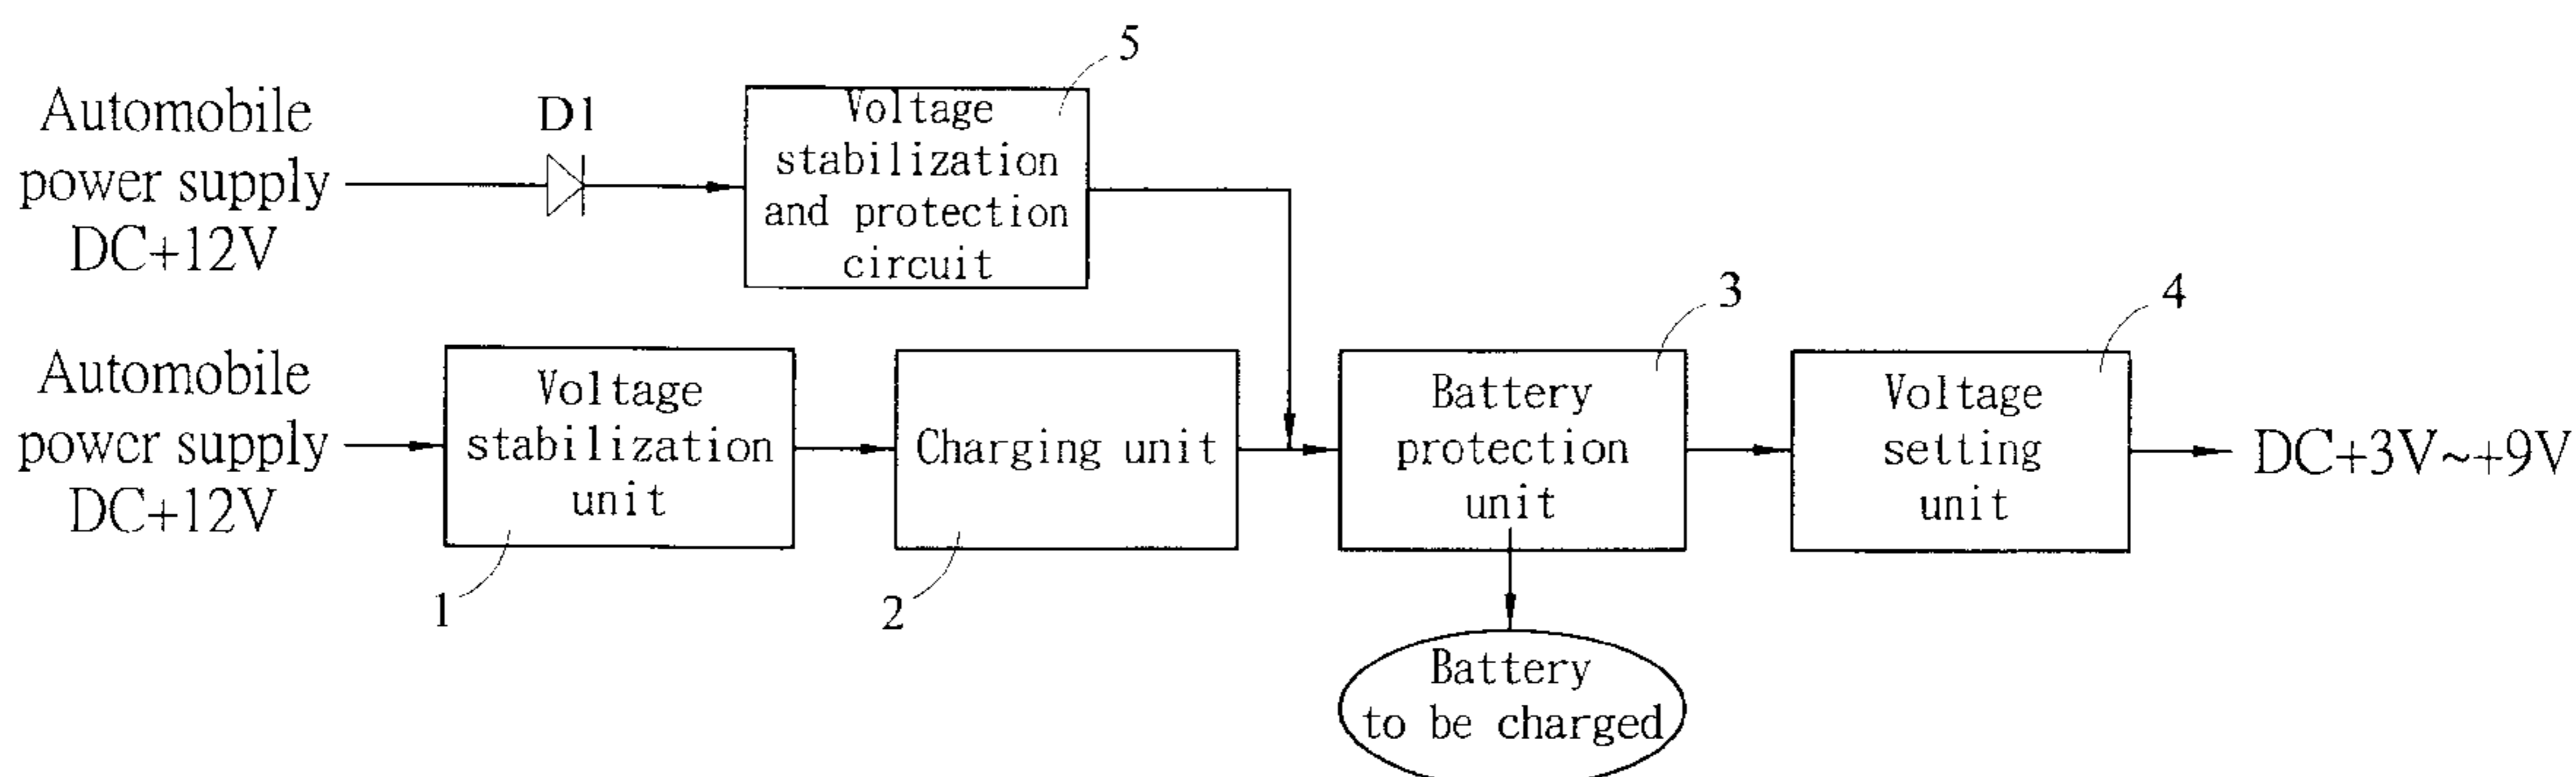 5
Automobile
power supply
DC+12V
D1
Voltage
stabilization
and protection
circuit
3
4
Automobile
power supply
DC+12V
Voltage
stabilization
unit
Charging unit
Battery
protection
unit
Voltage
setting
unit
DC+3V~+9V
1
2
Battery
to be charged